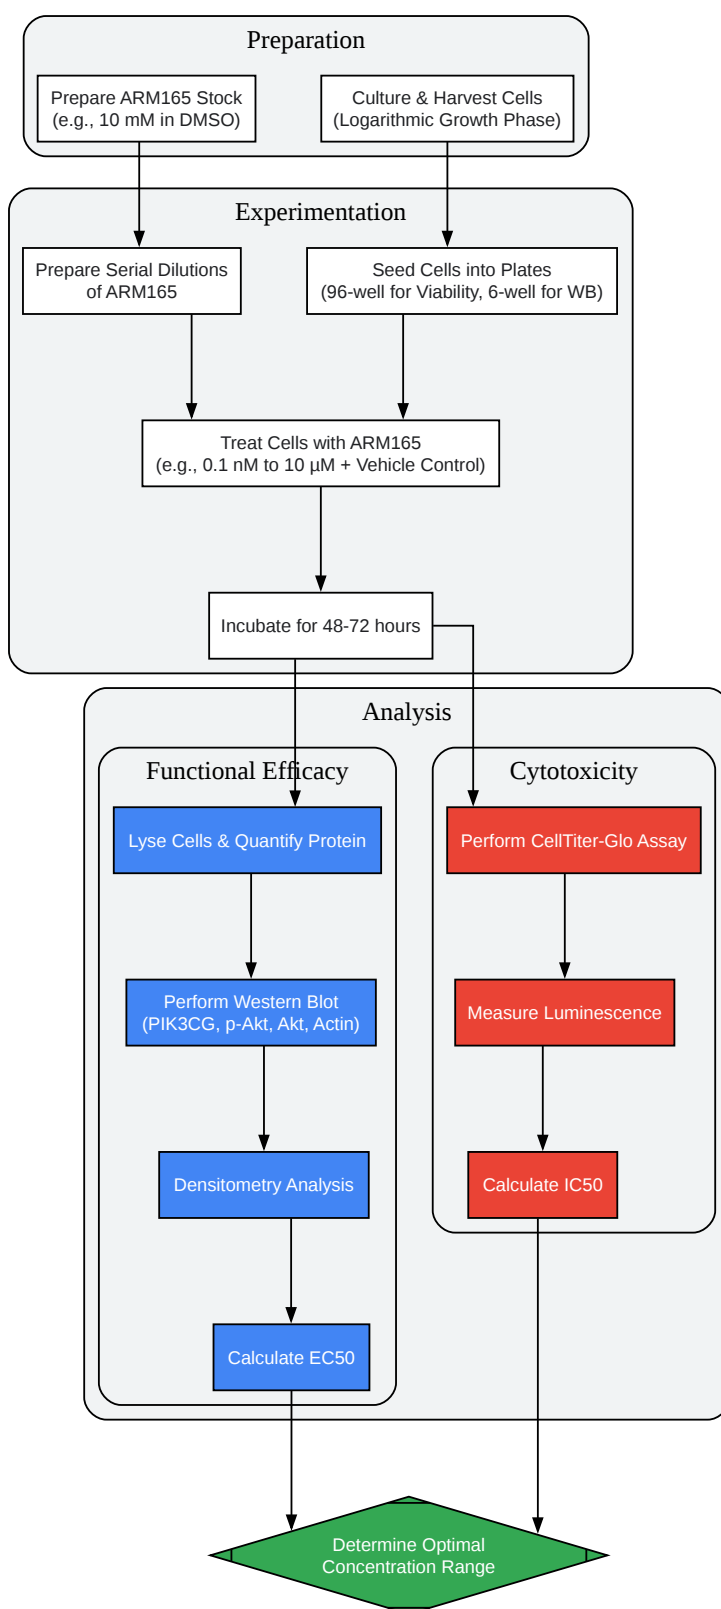 Preparation
Prepare ARM165 Stock
(e.g., 10 mM in DMSO)
Culture & Harvest Cells
(Logarithmic Growth Phase)
Experimentation
Prepare Serial Dilutions
of ARM165
Seed Cells into Plates
(96-well for Viability, 6-well for WB)
Treat Cells with ARM165
(e.g., 0.1 nM to 10 µM + Vehicle Control)
Incubate for 48-72 hours
Analysis
Functional Efficacy
Lyse Cells & Quantify Protein
Perform Western Blot
(PIK3CG, p-Akt, Akt, Actin)
Densitometry Analysis
Calculate EC50
Cytotoxicity
Perform CellTiter-Glo Assay
Measure Luminescence
Calculate IC50
Determine Optimal
Concentration Range